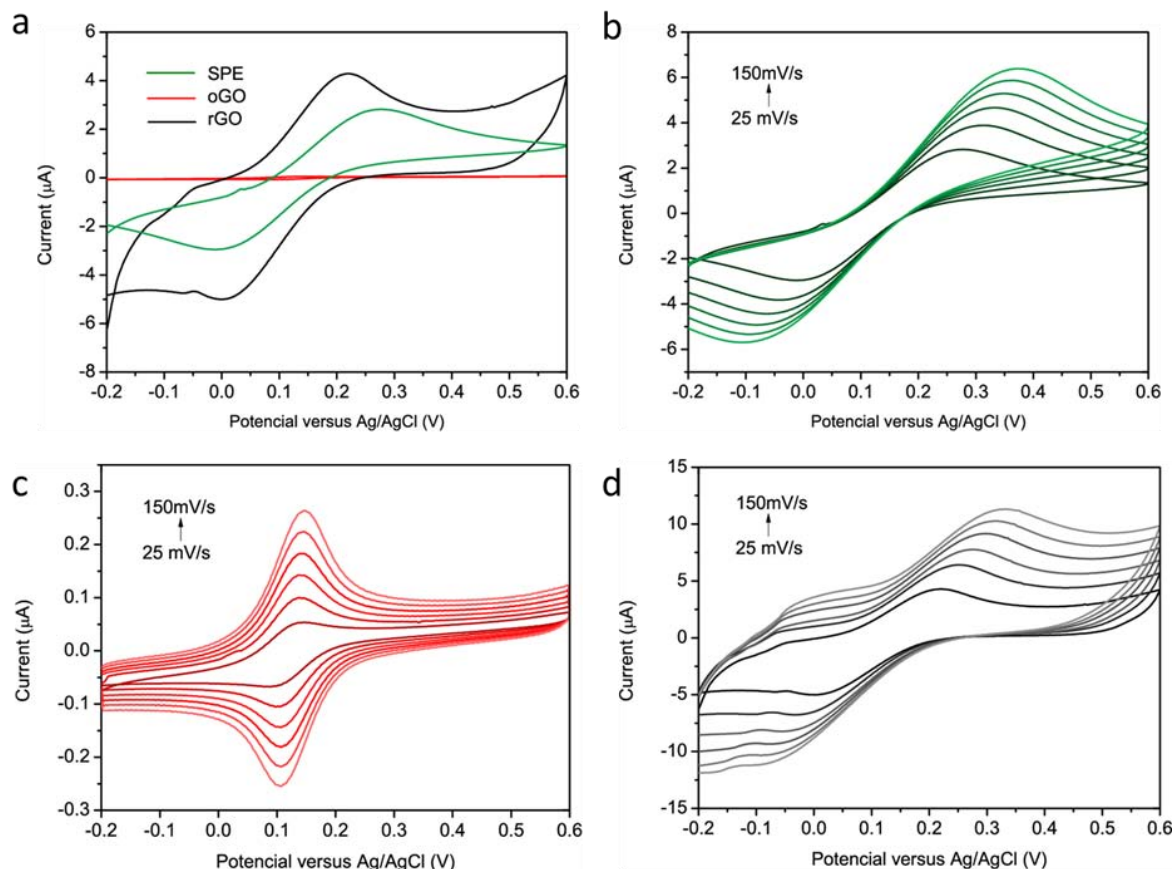 a
6
4
2
0
-2
-4
-6
-8
Current (μA)
SPE
oGO
rGO
-0.2 -0.1 0.0 0.1 0.2 0.3 0.4 0.5 0.6
Potencial versus Ag/AgCl (V)
b
8
6
4
2
0
-2
-4
-6
Current (μA)
150mV/s
25 mV/s
-0.2 -0.1 0.0 0.1 0.2 0.3 0.4 0.5 0.6
Potencial versus Ag/AgCl (V)
c
0.3
0.2
0.1
0.0
-0.1
-0.2
-0.3
Current (μA)
150mV/s
25 mV/s
-0.2 -0.1 0.0 0.1 0.2 0.3 0.4 0.5 0.6
Potencial versus Ag/AgCl (V)
d
15
10
5
0
-5
-10
-15
Current (μA)
150mV/s
25 mV/s
-0.2 -0.1 0.0 0.1 0.2 0.3 0.4 0.5 0.6
Potencial versus Ag/AgCl (V)